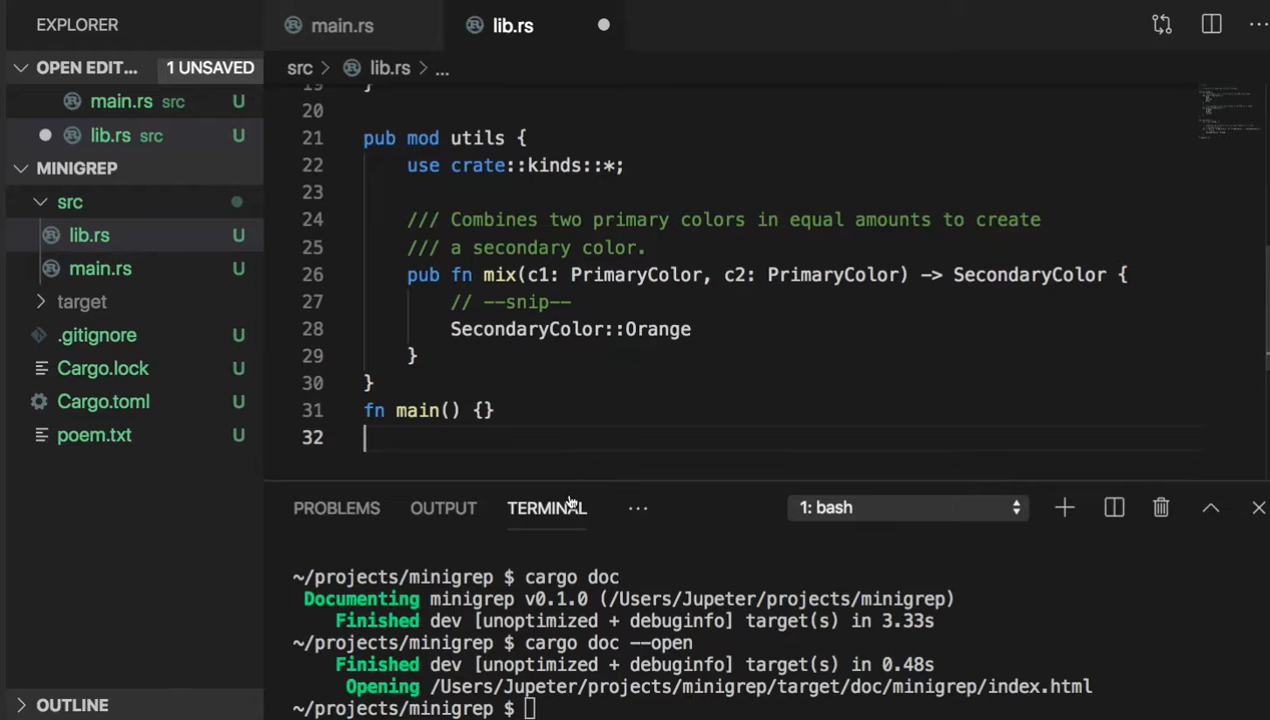 EXPLORER
main.rs
lib.rs
OPEN EDIT... 1 UNSAVED
main.rs src U
lib.rs src U
MINIGREP
src
lib.rs U
main.rs U
target
.gitignore U
Cargo.lock U
Cargo.toml U
poem.txt U
OUTLINE
src > lib.rs > ...
19 }
20
21 pub mod utils {
22 use crate::kinds::*;
23
24 /// Combines two primary colors in equal amounts to create
25 /// a secondary color.
26 pub fn mix(c1: PrimaryColor, c2: PrimaryColor) -> SecondaryColor {
27 // --snip--
28 SecondaryColor::Orange
29 }
30 }
31 fn main() {}
32
PROBLEMS OUTPUT TERMINAL ... 1: bash
~/projects/minigrep $ cargo doc
Documenting minigrep v0.1.0 (/Users/Jupeter/projects/minigrep)
Finished dev [unoptimized + debuginfo] target(s) in 3.33s
~/projects/minigrep $ cargo doc --open
Finished dev [unoptimized + debuginfo] target(s) in 0.48s
Opening /Users/Jupeter/projects/minigrep/target/doc/minigrep/index.html
~/projects/minigrep $